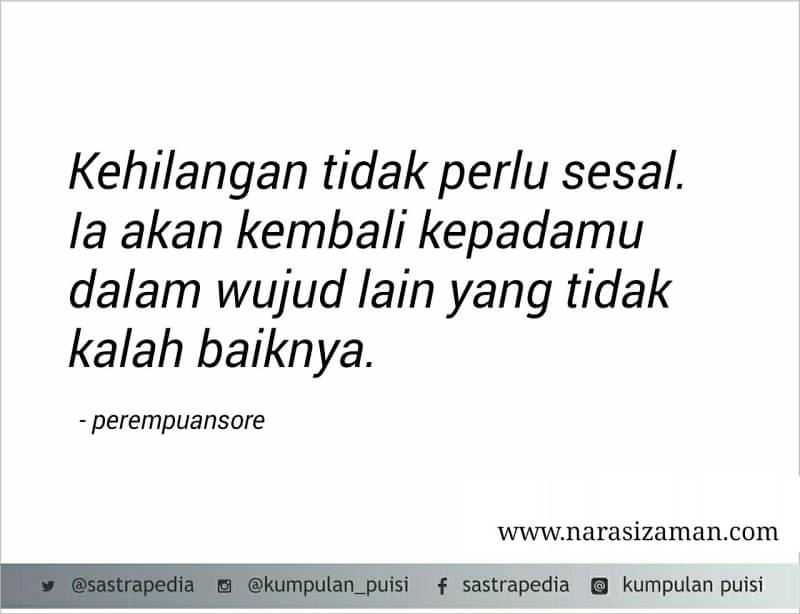 Kehilangan tidak perlu sesal.
Ia akan kembali kepadamu
dalam wujud lain yang tidak
kalah baiknya.
- perempuansore
www.narasizaman.com
@sastrapedia @kumpulan_puisi sastrapedia kumpulan puisi